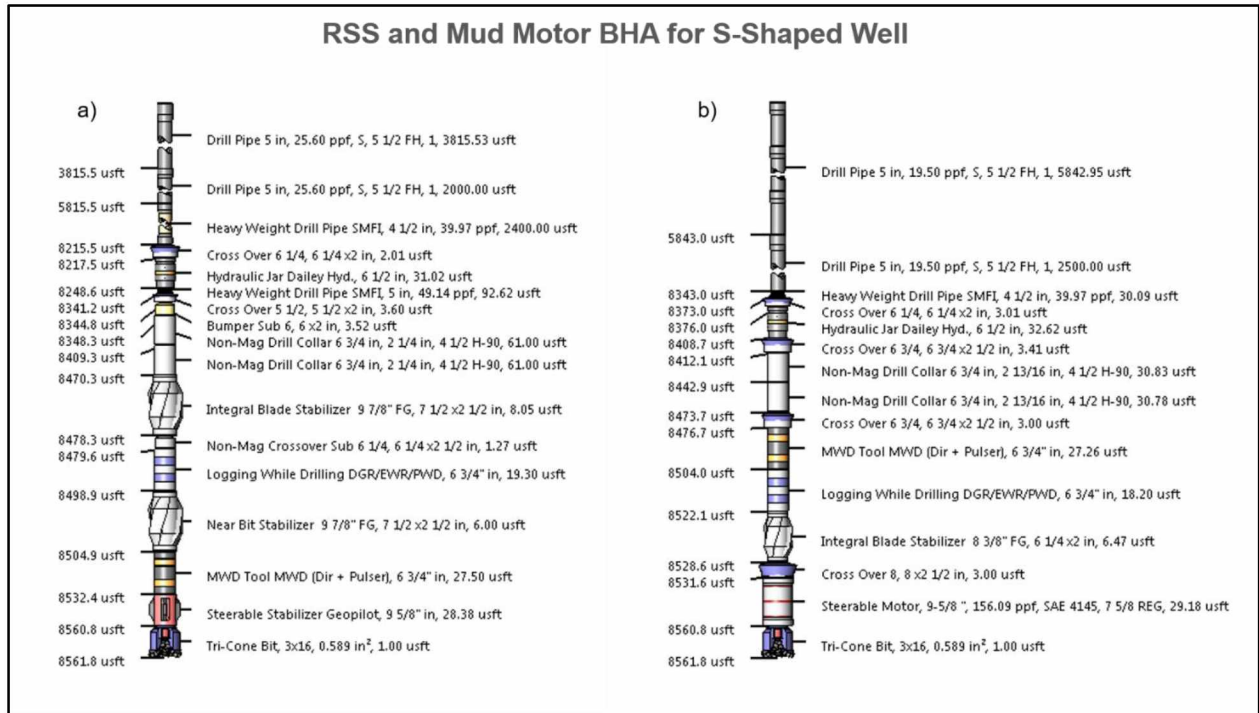 RSS and Mud Motor BHA for S-Shaped Well
a)
Drill Pipe 5 in, 25.60 ppf, S, 5 1/2 FH, 1, 3815.53 usft
3815.5 usft
Drill Pipe 5 in, 25.60 ppf, S, 5 1/2 FH, 1, 2000.00 usft
5815.5 usft
Heavy Weight Drill Pipe SMFI, 4 1/2 in, 39.97 ppf, 2400.00 usft
8215.5 usft
Cross Over 6 1/4, 6 1/4 x2 in, 2.01 usft
8217.5 usft
Hydraulic Jar Dailey Hyd., 6 1/2 in, 31.02 usft
8248.6 usft
Heavy Weight Drill Pipe SMFI, 5 in, 49.14 ppf, 92.62 usft
8341.2 usft
Cross Over 5 1/2, 5 1/2 x2 in, 3.60 usft
8344.8 usft
Bumper Sub 6, 6 x2 in, 3.52 usft
8348.3 usft
Non-Mag Drill Collar 6 3/4 in, 2 1/4 in, 4 1/2 H-90, 61.00 usft
8409.3 usft
Non-Mag Drill Collar 6 3/4 in, 2 1/4 in, 4 1/2 H-90, 61.00 usft
8470.3 usft
Integral Blade Stabilizer 9 7/8" FG, 7 1/2 x2 1/2 in, 8.05 usft
8478.3 usft
Non-Mag Crossover Sub 6 1/4, 6 1/4 x2 1/2 in, 1.27 usft
8479.6 usft
Logging While Drilling DGR/EWR/PWD, 6 3/4" in, 19.30 usft
8498.9 usft
Near Bit Stabilizer 9 7/8" FG, 7 1/2 x2 1/2 in, 6.00 usft
8504.9 usft
MWD Tool MWD (Dir + Pulser), 6 3/4" in, 27.50 usft
8532.4 usft
Steerable Stabilizer Geopilot, 9 5/8" in, 28.38 usft
8560.8 usft
Tri-Cone Bit, 3x16, 0.589 in², 1.00 usft
8561.8 usft
b)
Drill Pipe 5 in, 19.50 ppf, S, 5 1/2 FH, 1, 5842.95 usft
5843.0 usft
Drill Pipe 5 in, 19.50 ppf, S, 5 1/2 FH, 1, 2500.00 usft
8343.0 usft
Heavy Weight Drill Pipe SMFI, 4 1/2 in, 39.97 ppf, 30.09 usft
8373.0 usft
Cross Over 6 1/4, 6 1/4 x2 in, 3.01 usft
8376.0 usft
Hydraulic Jar Dailey Hyd., 6 1/2 in, 32.62 usft
8408.7 usft
Cross Over 6 3/4, 6 3/4 x2 1/2 in, 3.41 usft
8412.1 usft
Non-Mag Drill Collar 6 3/4 in, 2 13/16 in, 4 1/2 H-90, 30.83 usft
8442.9 usft
Non-Mag Drill Collar 6 3/4 in, 2 13/16 in, 4 1/2 H-90, 30.78 usft
8473.7 usft
Cross Over 6 3/4, 6 3/4 x2 1/2 in, 3.00 usft
8476.7 usft
MWD Tool MWD (Dir + Pulser), 6 3/4" in, 27.26 usft
8504.0 usft
Logging While Drilling DGR/EWR/PWD, 6 3/4" in, 18.20 usft
8522.1 usft
Integral Blade Stabilizer 8 3/8" FG, 6 1/4 x2 in, 6.47 usft
8528.6 usft
Cross Over 8, 8 x2 1/2 in, 3.00 usft
8531.6 usft
Steerable Motor, 9-5/8 ", 156.09 ppf, SAE 4145, 7 5/8 REG, 29.18 usft
8560.8 usft
Tri-Cone Bit, 3x16, 0.589 in², 1.00 usft
8561.8 usft